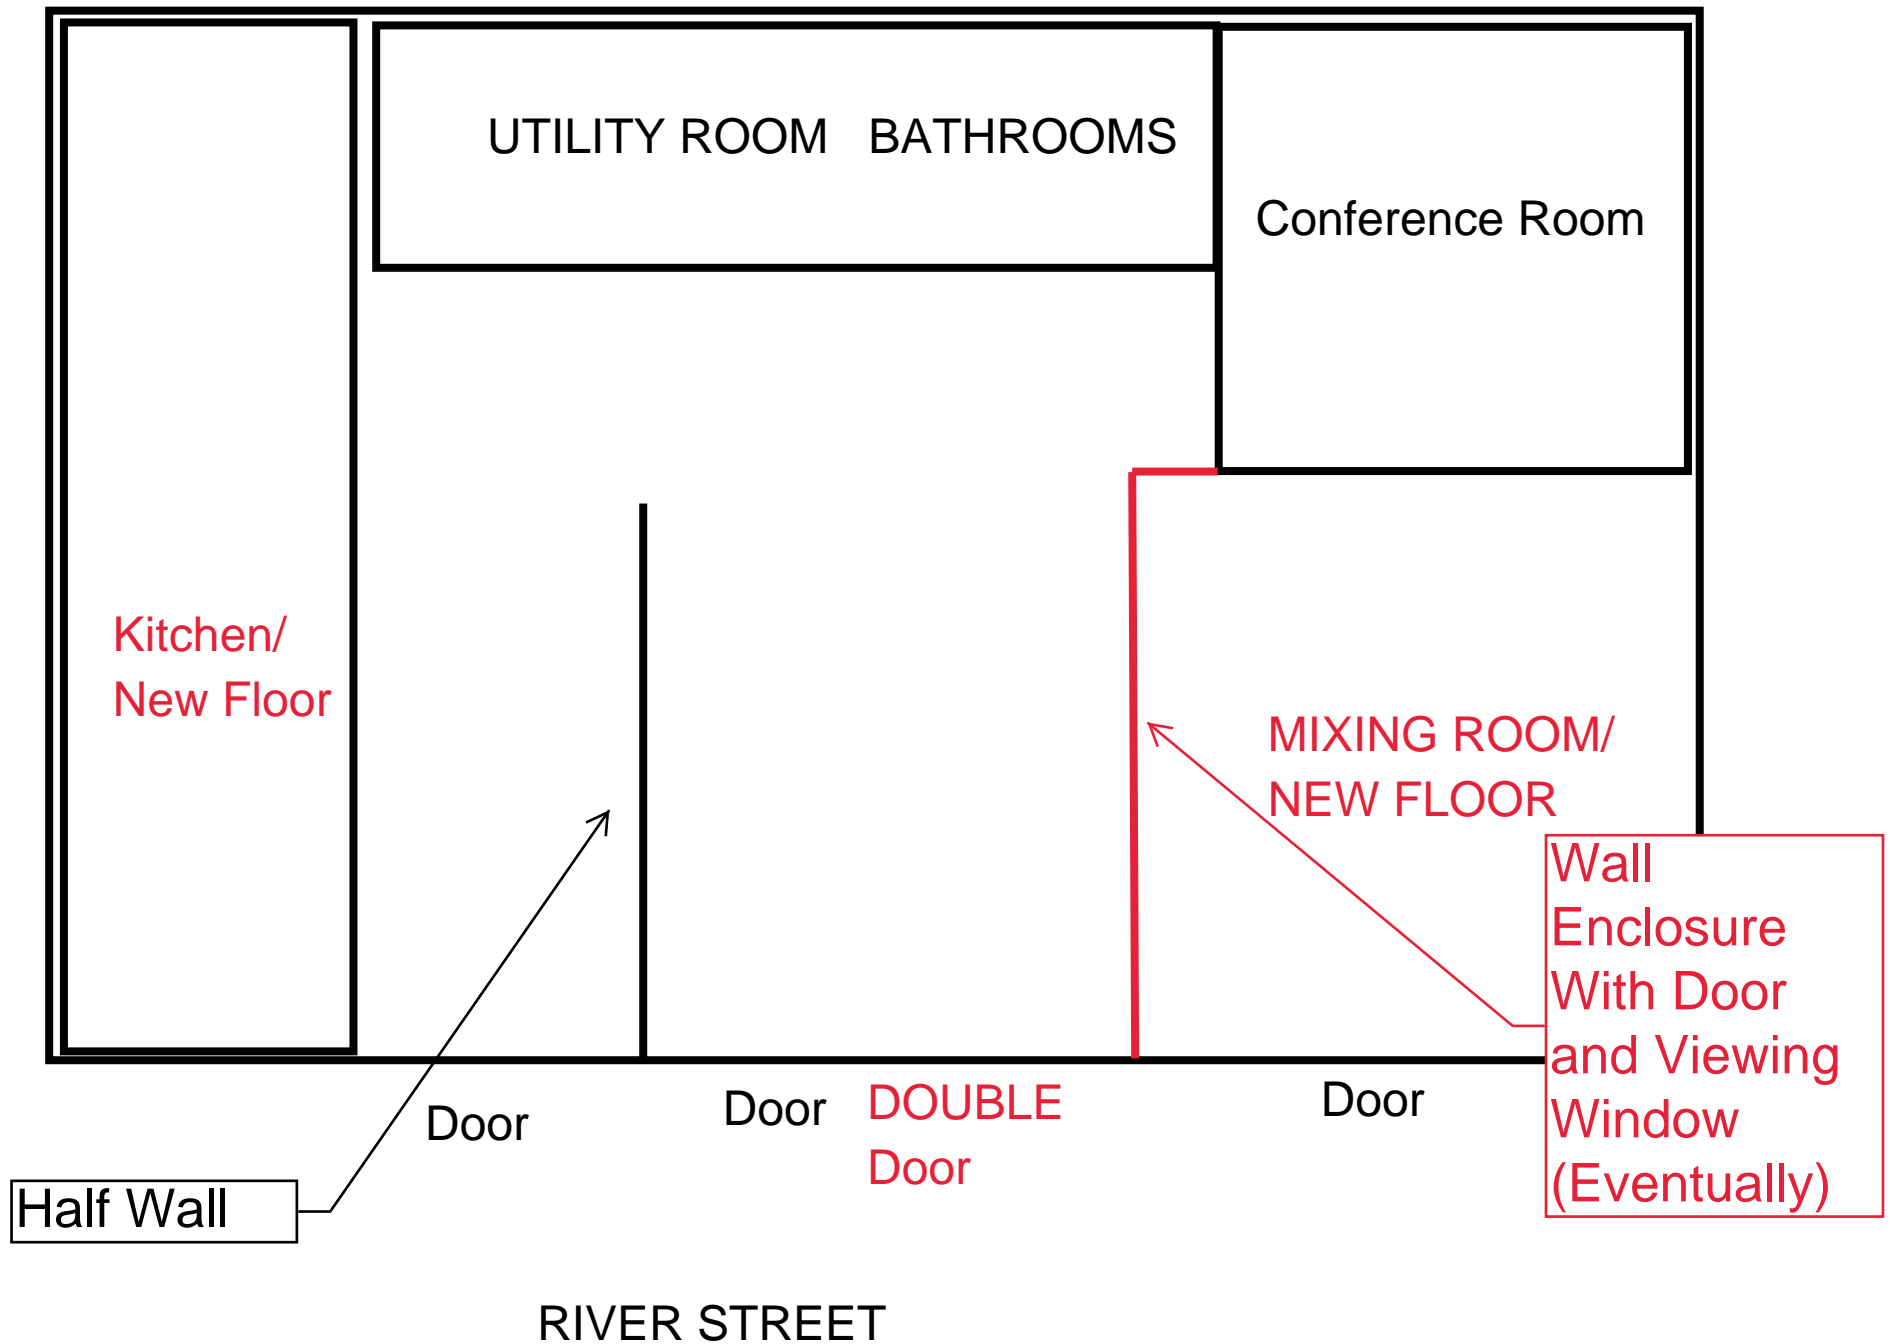 UTILITY ROOM BATHROOMS
Conference Room
Kitchen/
New Floor
MIXING ROOM/
NEW FLOOR
Wall
Enclosure
With Door
and Viewing
Window
(Eventually)
Door
Door
DOUBLE
Door
Door
Half Wall
RIVER STREET